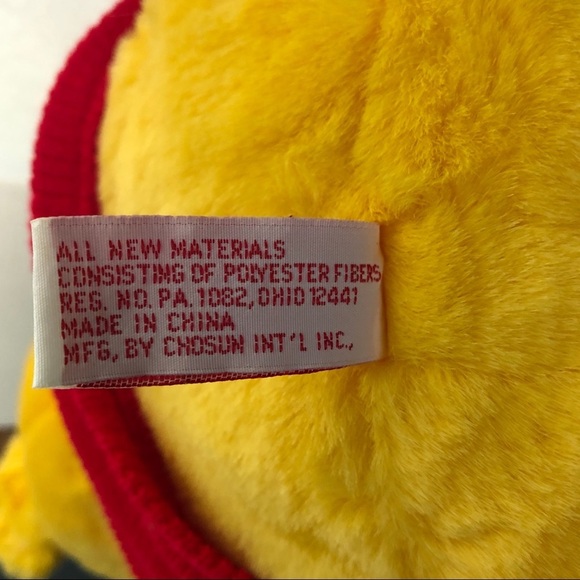 ALL NEW MATERIALS
CONSISTING OF POLYESTER FIBERS
REG. NO. PA. 1082, OHIO 12441
MADE IN CHINA
MFG, BY CHOSUN INT'L INC.,